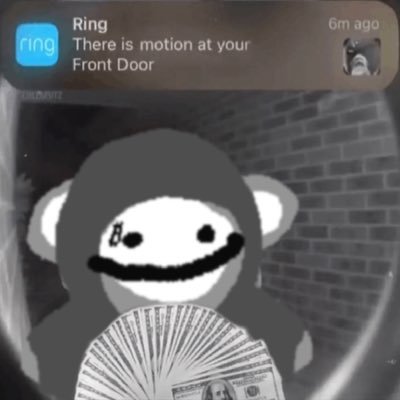 Ring
6m ago
ring
There is motion at your
Front Door